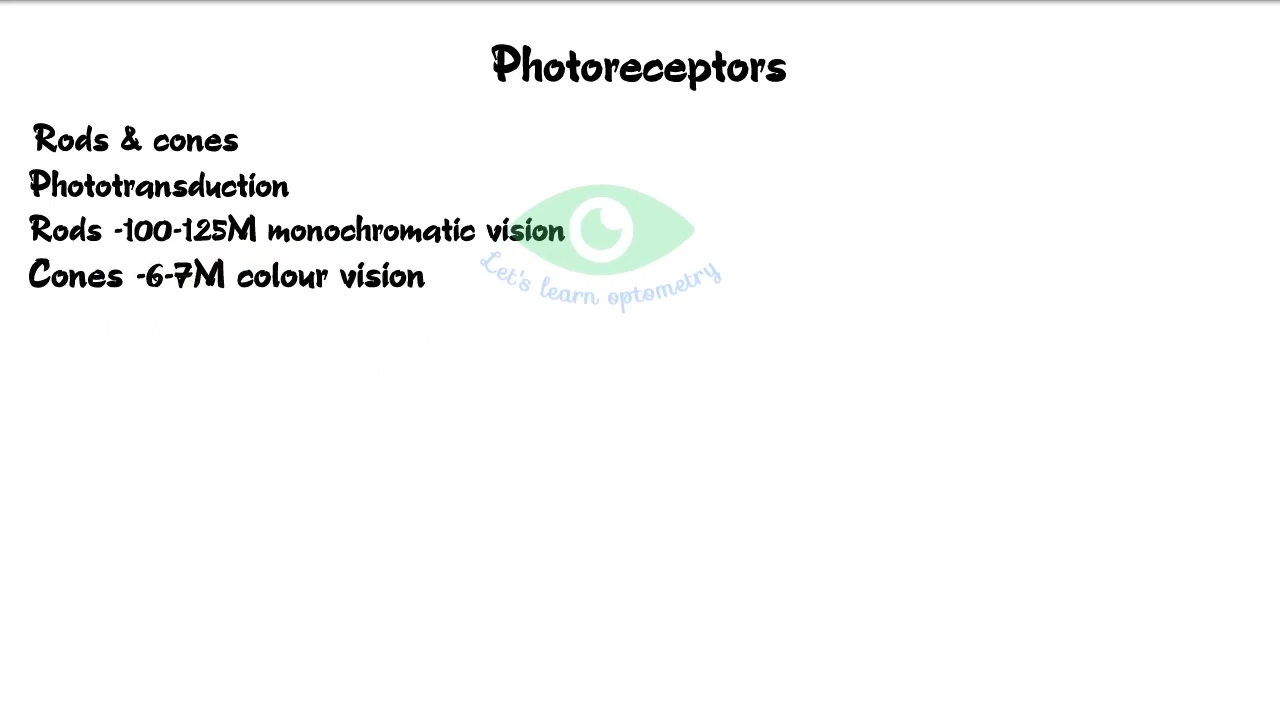 Photoreceptors
Rods & cones
Phototransduction
Rods -100-125M monochromatic vision
Cones -6-7M colour vision
Let's learn optometry